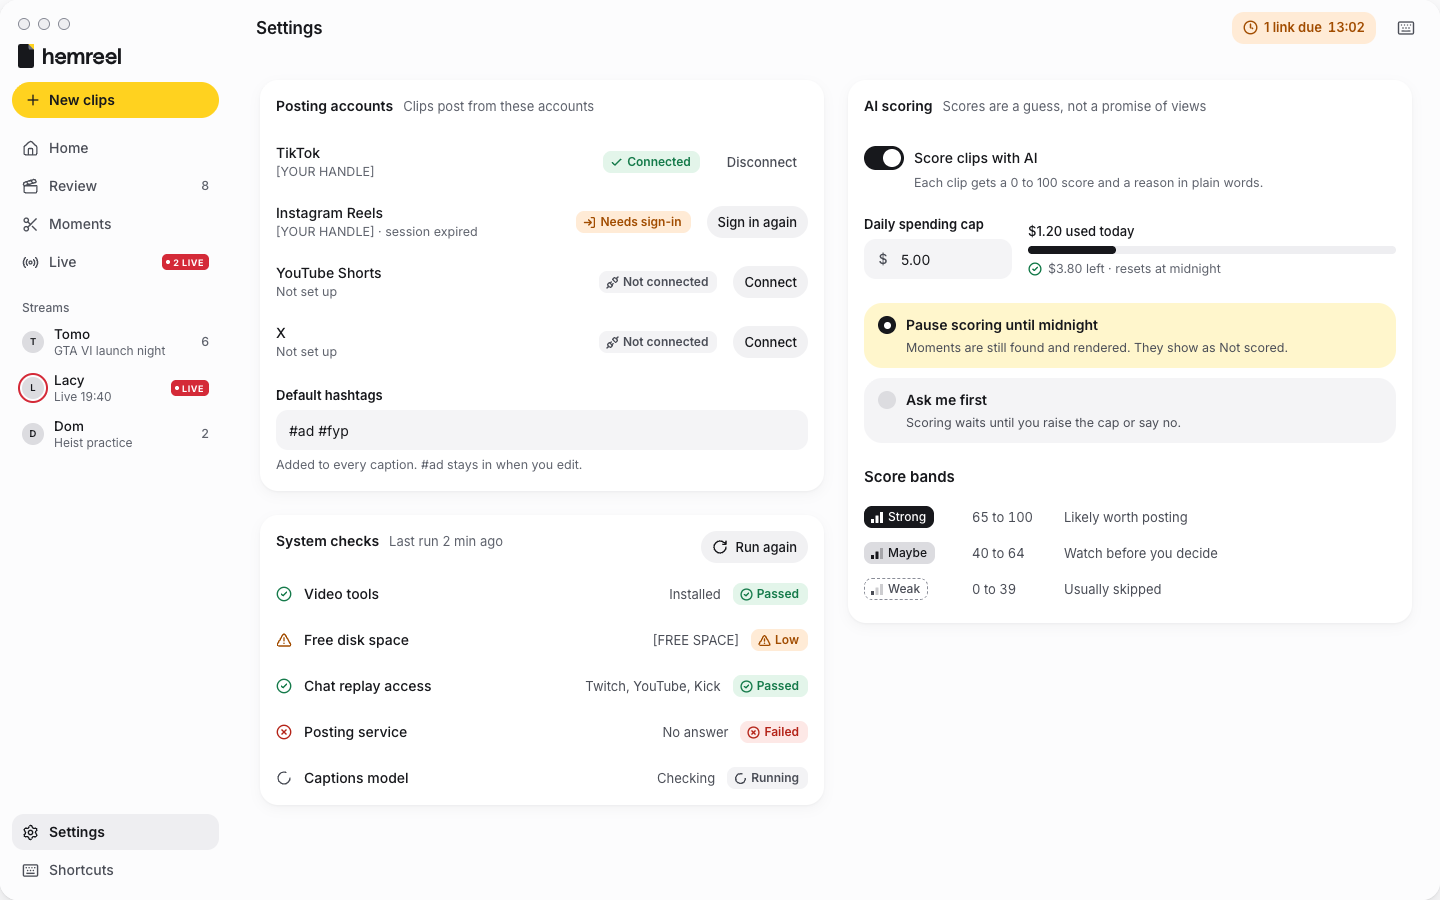 hemreel
New clips
Home
Review 8
Moments
Live 2 LIVE
Streams
T Tomo 6
GTA VI launch night
L Lacy LIVE
Live 19:40
D Dom 2
Heist practice
Settings
Shortcuts
Settings
1 link due 13:02
Posting accounts Clips post from these accounts
TikTok
[YOUR HANDLE]
Connected Disconnect
Instagram Reels
[YOUR HANDLE] · session expired
Needs sign-in Sign in again
YouTube Shorts
Not set up
Not connected Connect
X
Not set up
Not connected Connect
Default hashtags
#ad #fyp
Added to every caption. #ad stays in when you edit.
System checks Last run 2 min ago
Run again
Video tools Installed Passed
Free disk space [FREE SPACE] Low
Chat replay access Twitch, YouTube, Kick Passed
Posting service No answer Failed
Captions model Checking Running
AI scoring Scores are a guess, not a promise of views
Score clips with AI
Each clip gets a 0 to 100 score and a reason in plain words.
Daily spending cap
$ 5.00
$1.20 used today
$3.80 left · resets at midnight
Pause scoring until midnight
Moments are still found and rendered. They show as Not scored.
Ask me first
Scoring waits until you raise the cap or say no.
Score bands
Strong 65 to 100 Likely worth posting
Maybe 40 to 64 Watch before you decide
Weak 0 to 39 Usually skipped